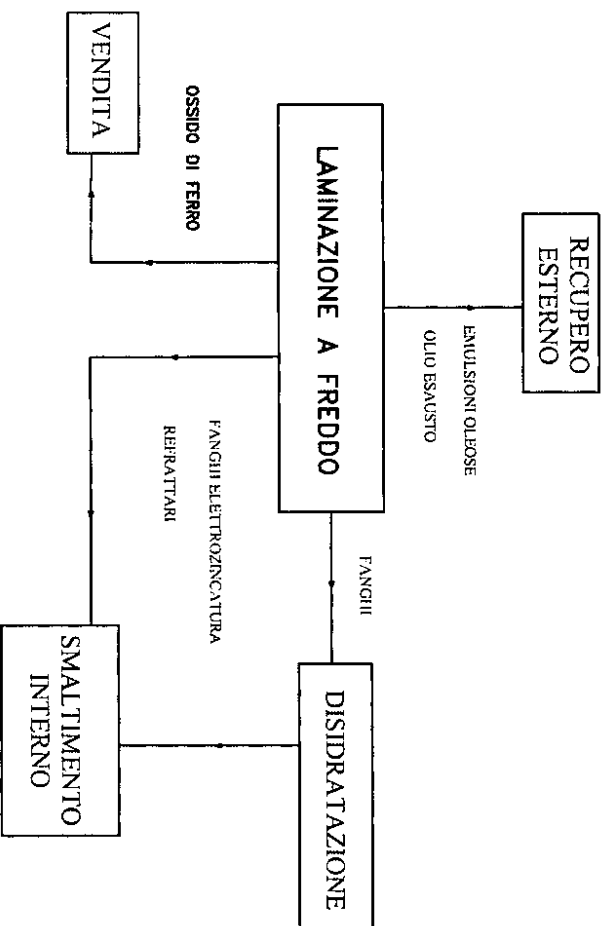 RECUPERO
ESTERNO
EMULSIONI OLEOSE
OLIO ESAUSTO
LAMINAZIONE A FREDDO
FANGHI
DISIDRATAZIONE
OSSIDO DI FERRO
FANGHI ELETTROZINCATURA
REFRATTARI
VENDITA
SMALTIMENTO
INTERNO